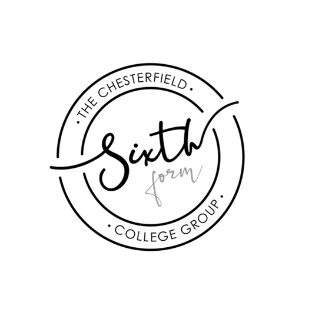 · THE CHESTERFIELD ·
Sixth
form
· COLLEGE GROUP ·